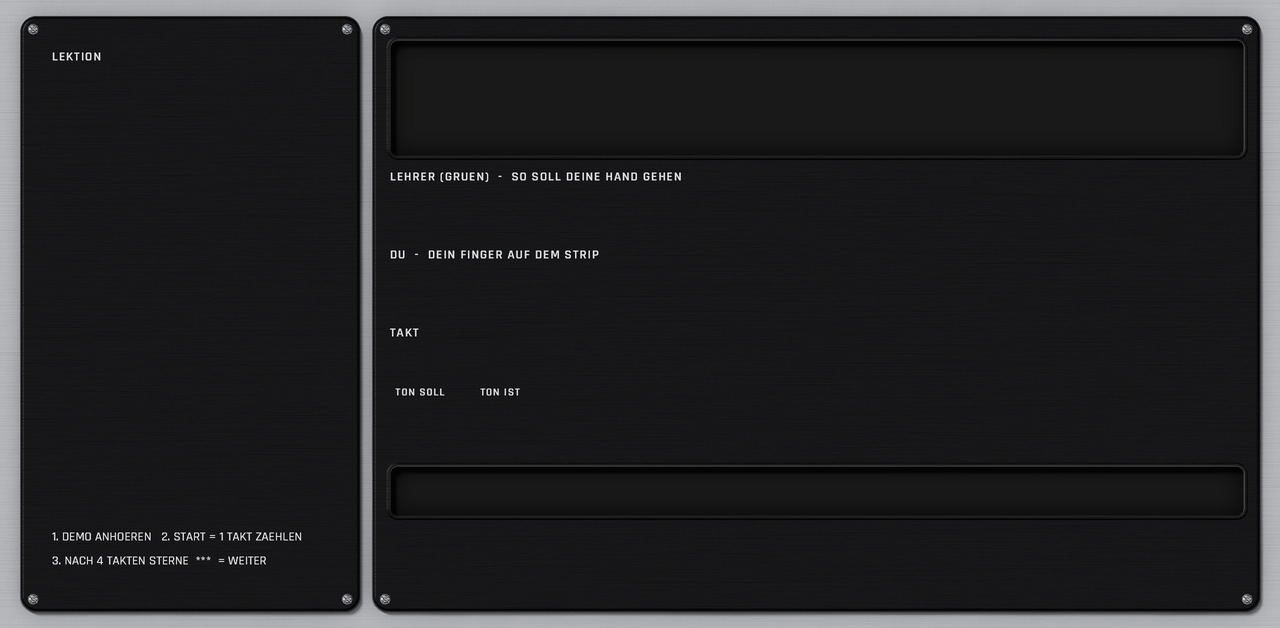 LEKTION
LEHRER (GRUEN) - SO SOLL DEINE HAND GEHEN
DU - DEIN FINGER AUF DEM STRIP
TAKT
TON SOLL TON IST
1. DEMO ANHOEREN 2. START = 1 TAKT ZAEHLEN
3. NACH 4 TAKTEN STERNE *** = WEITER